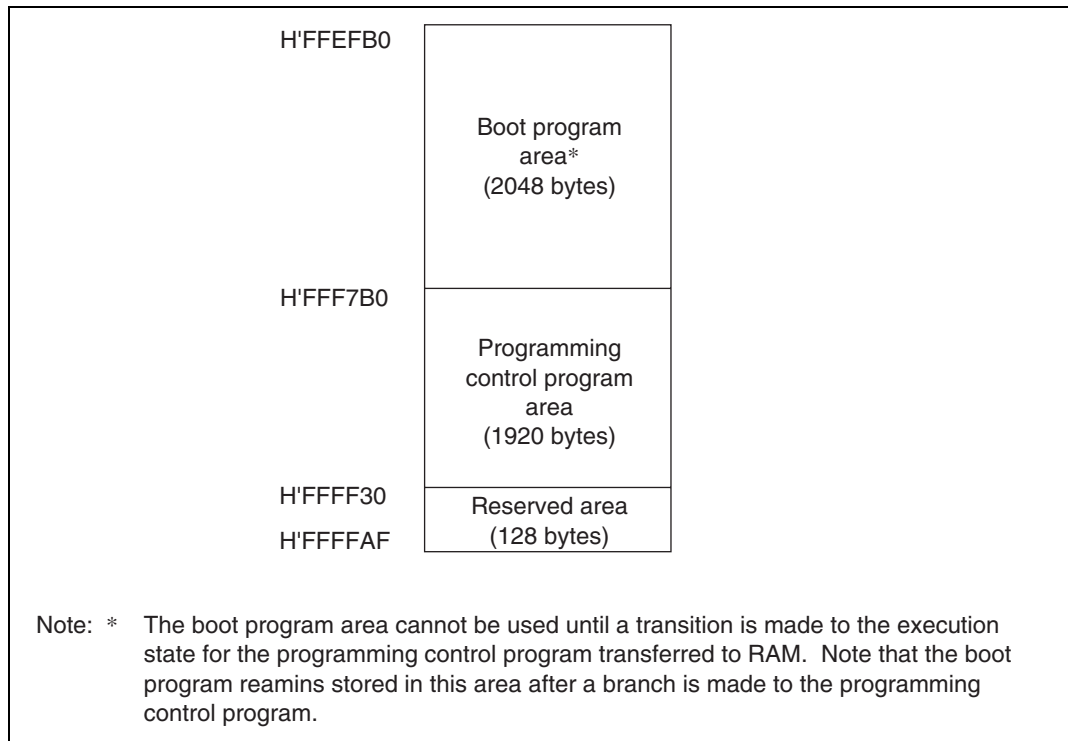 H'FFEFB0
Boot program
area*
(2048 bytes)
H'FFF7B0
Programming
control program
area
(1920 bytes)
H'FFFF30
Reserved area
(128 bytes)
H'FFFFAF
Note: * The boot program area cannot be used until a transition is made to the execution
state for the programming control program transferred to RAM. Note that the boot
program reamins stored in this area after a branch is made to the programming
control program.